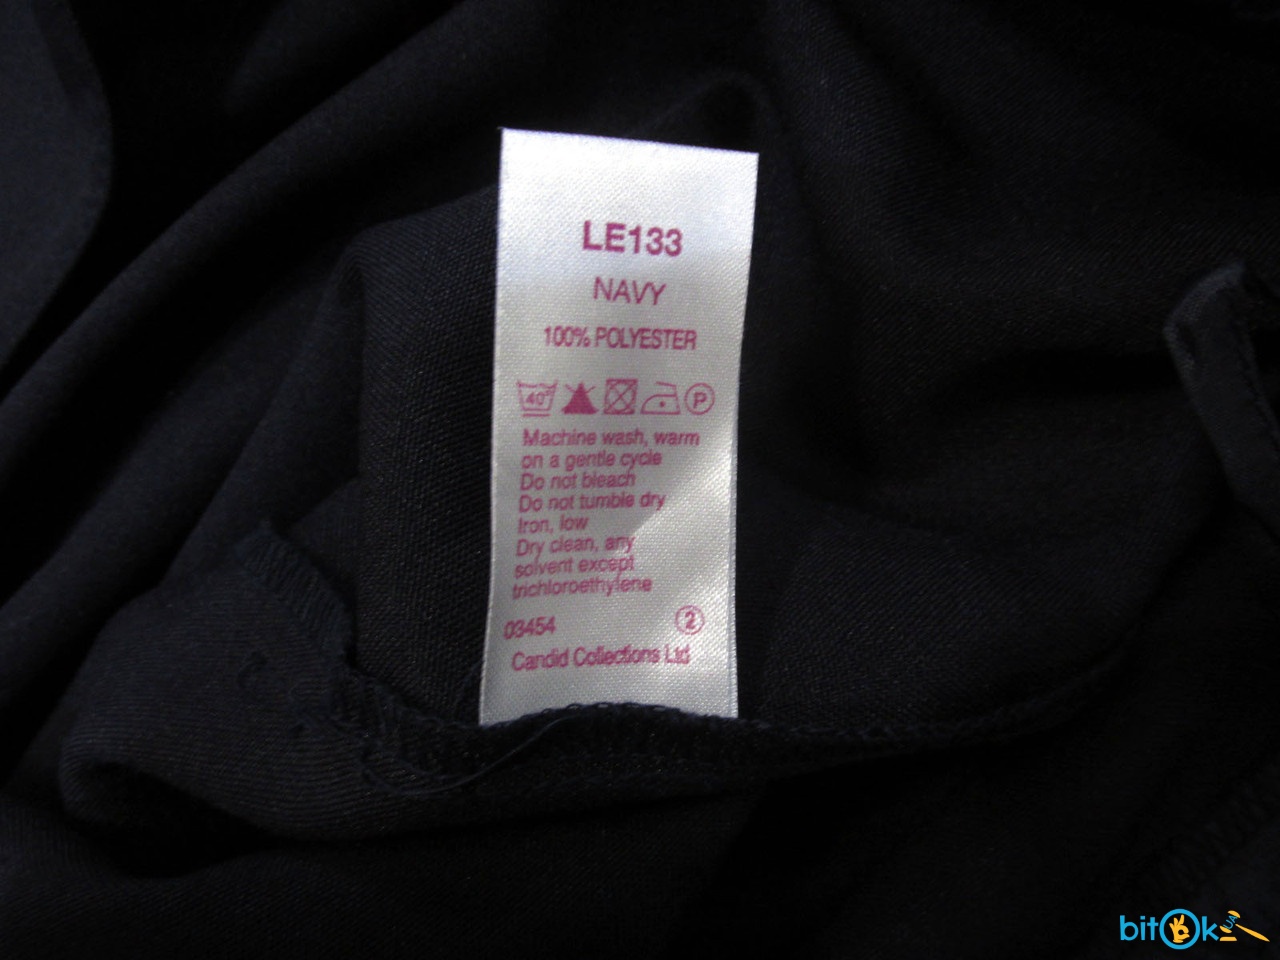 LE133
NAVY
100% POLYESTER
40° P
Machine wash, warm
on a gentle cycle
Do not bleach
Do not tumble dry
Iron, low
Dry clean, any
solvent except
trichloroethylene
03454 2
Candid Collections Ltd
bitOk UA